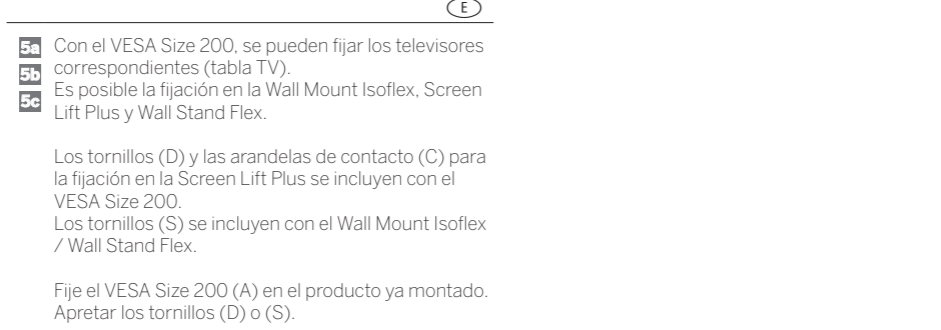 E
5a Con el VESA Size 200, se pueden fijar los televisores
5b correspondientes (tabla TV).
5c Es posible la fijación en la Wall Mount Isoflex, Screen
Lift Plus y Wall Stand Flex.
Los tornillos (D) y las arandelas de contacto (C) para
la fijación en la Screen Lift Plus se incluyen con el
VESA Size 200.
Los tornillos (S) se incluyen con el Wall Mount Isoflex
/ Wall Stand Flex.
Fije el VESA Size 200 (A) en el producto ya montado.
Apretar los tornillos (D) o (S).